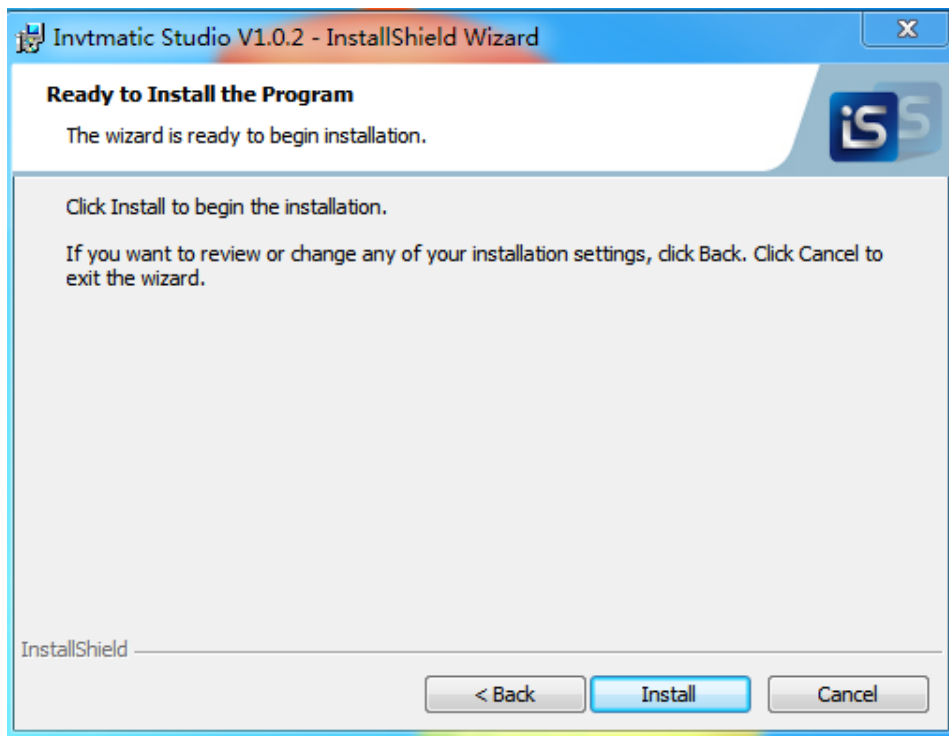 Invtmatic Studio V1.0.2 - InstallShield Wizard
Ready to Install the Program
The wizard is ready to begin installation.
iS
S
Click Install to begin the installation.
If you want to review or change any of your installation settings, click Back. Click Cancel to
exit the wizard.
InstallShield
< Back
Install
Cancel